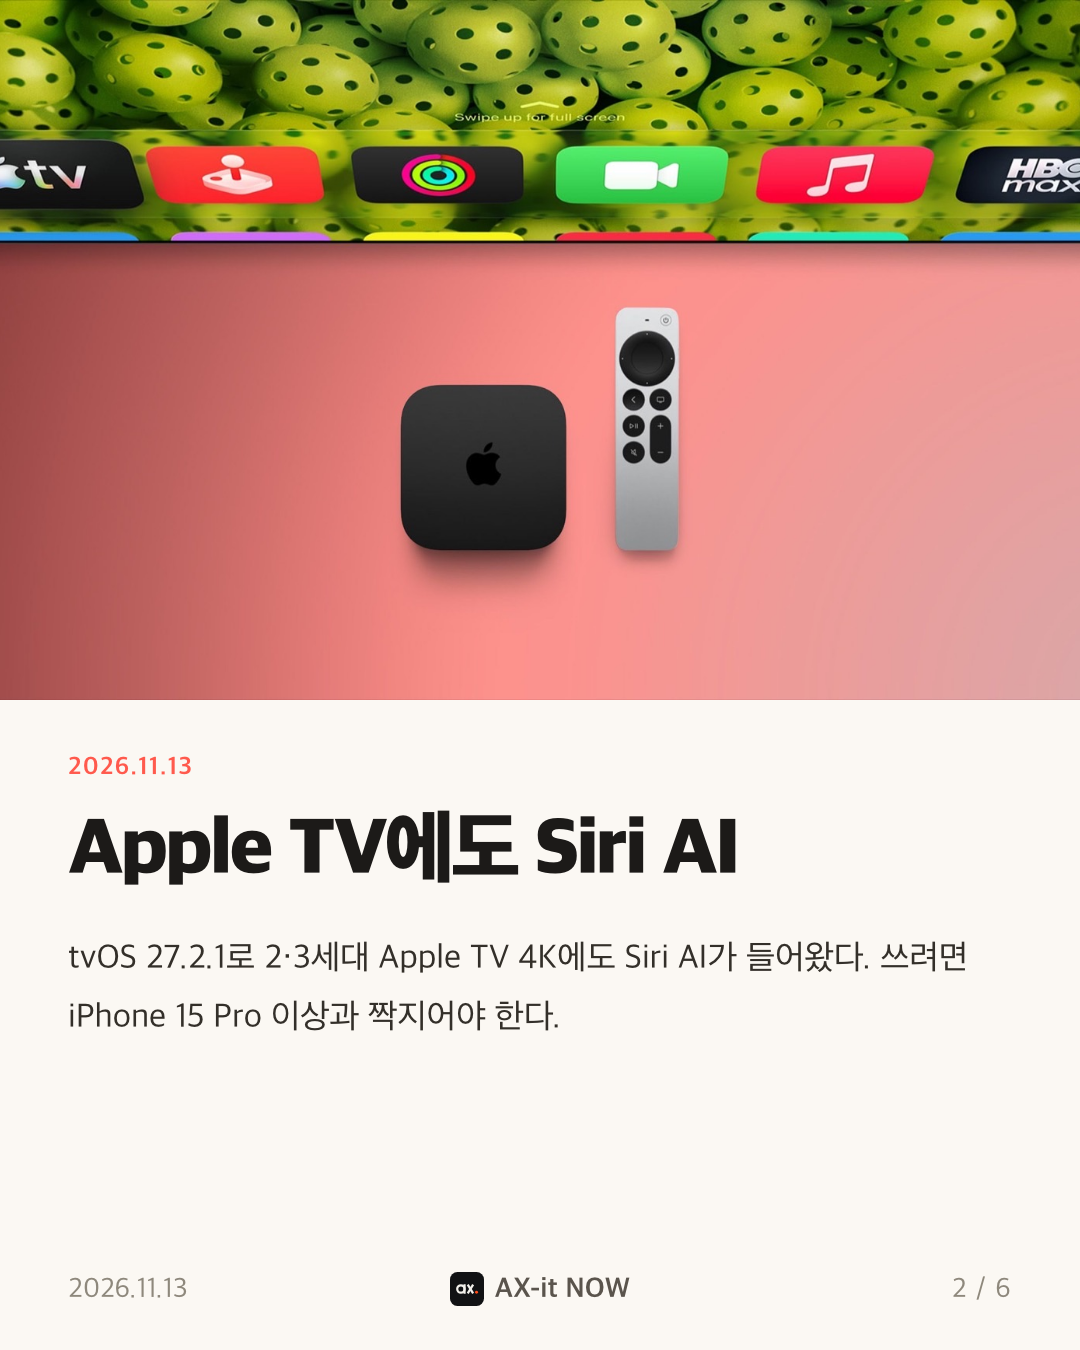 Swipe up for full screen
tv
HBO
max
2026.11.13
Apple TV에도 Siri AI
tvOS 27.2.1로 2·3세대 Apple TV 4K에도 Siri AI가 들어왔다. 쓰려면
iPhone 15 Pro 이상과 짝지어야 한다.
2026.11.13
ax.
AX-it NOW
2 / 6